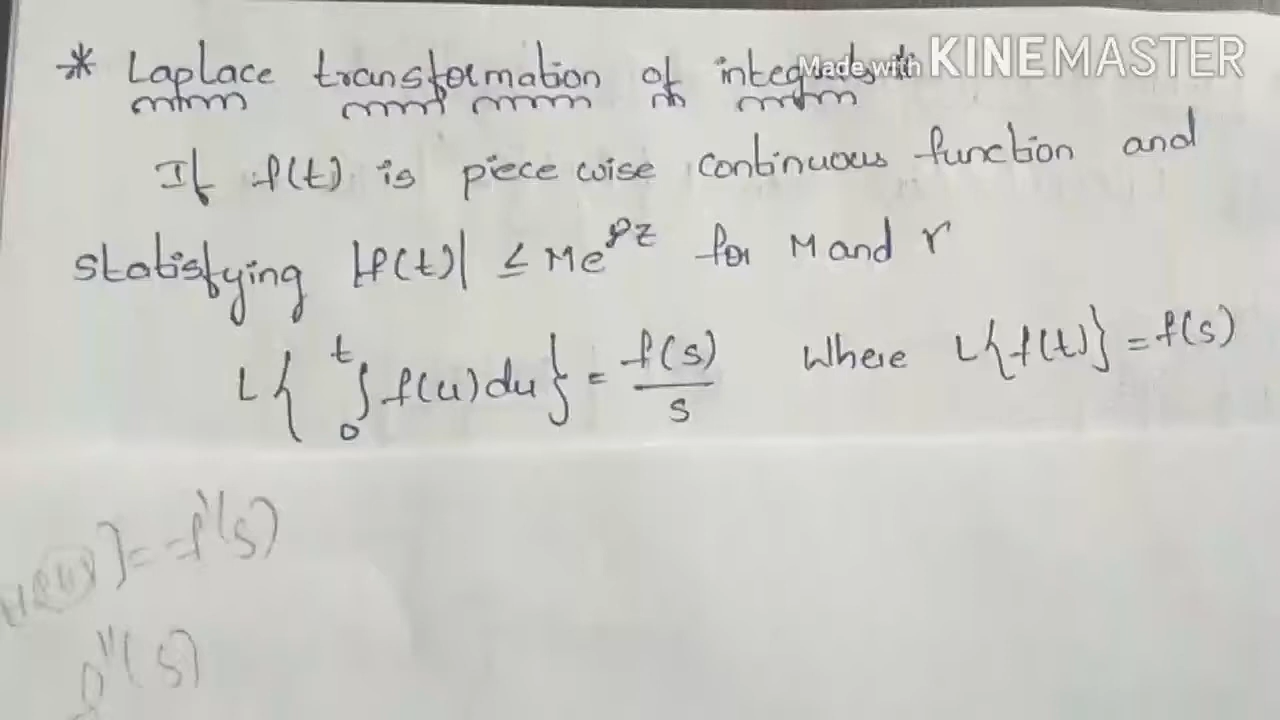 * Laplace transformation of integrals
Made with KINEMASTER
If f(t) is piece wise continuous function and
statisfying |f(t)| ≤ Me^{γz} for M and γ
L{ ∫₀ᵗ f(u) du } = f(s)/s where L{f(t)} = f(s)
] = -f'(s)
f''(s)